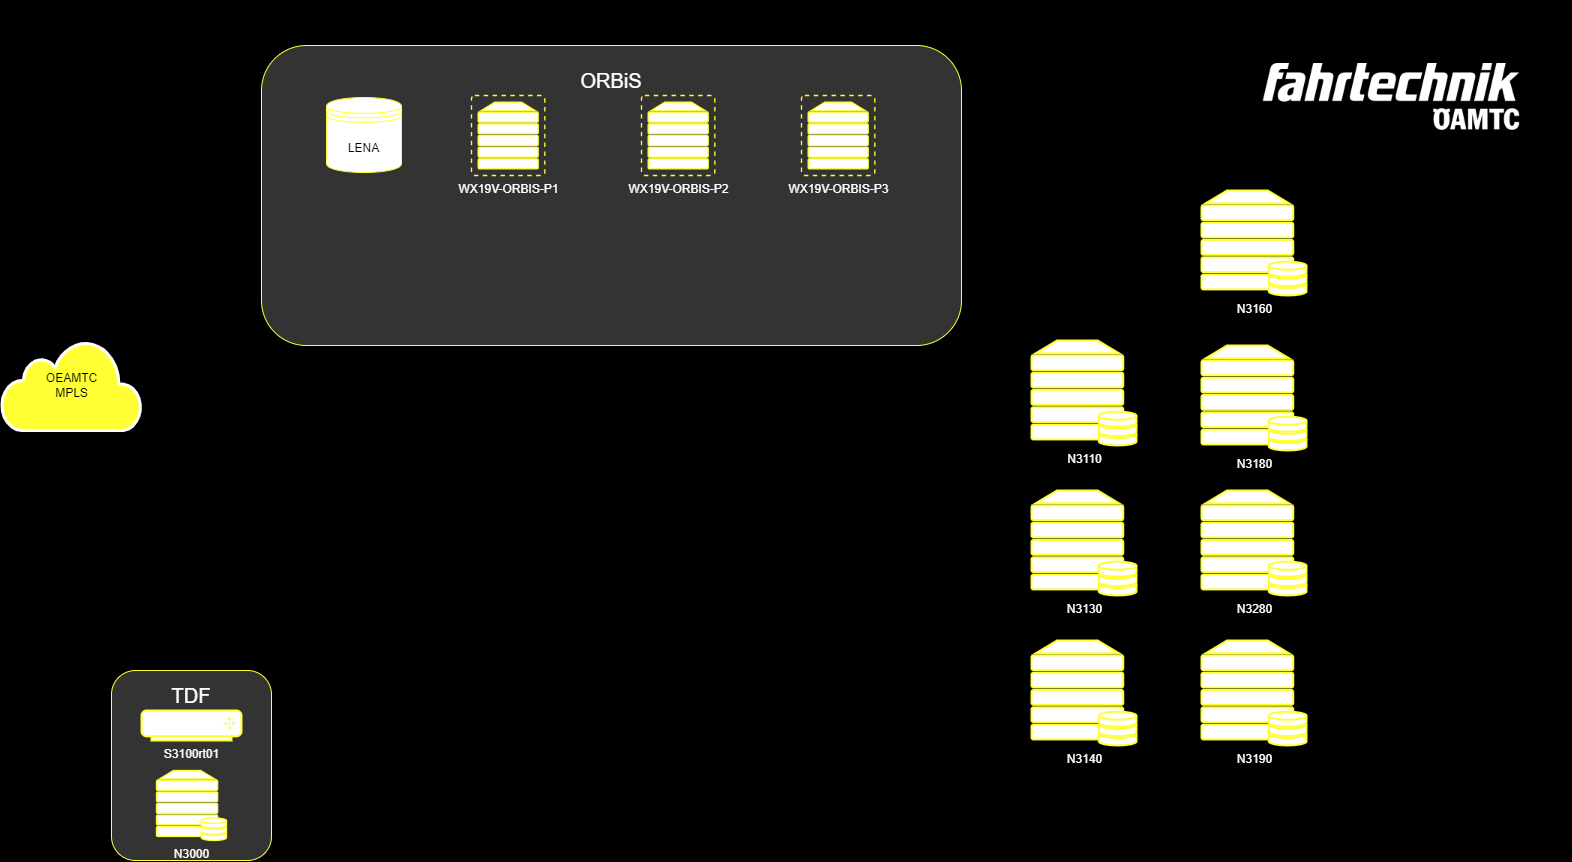 ORBiS
fahrtechnik
ÖAMTC
LENA
WX19V-ORBIS-P1
WX19V-ORBIS-P2
WX19V-ORBIS-P3
N3160
OEAMTC
MPLS
N3110
N3180
N3130
N3280
TDF
S3100rt01
N3140
N3190
N3000